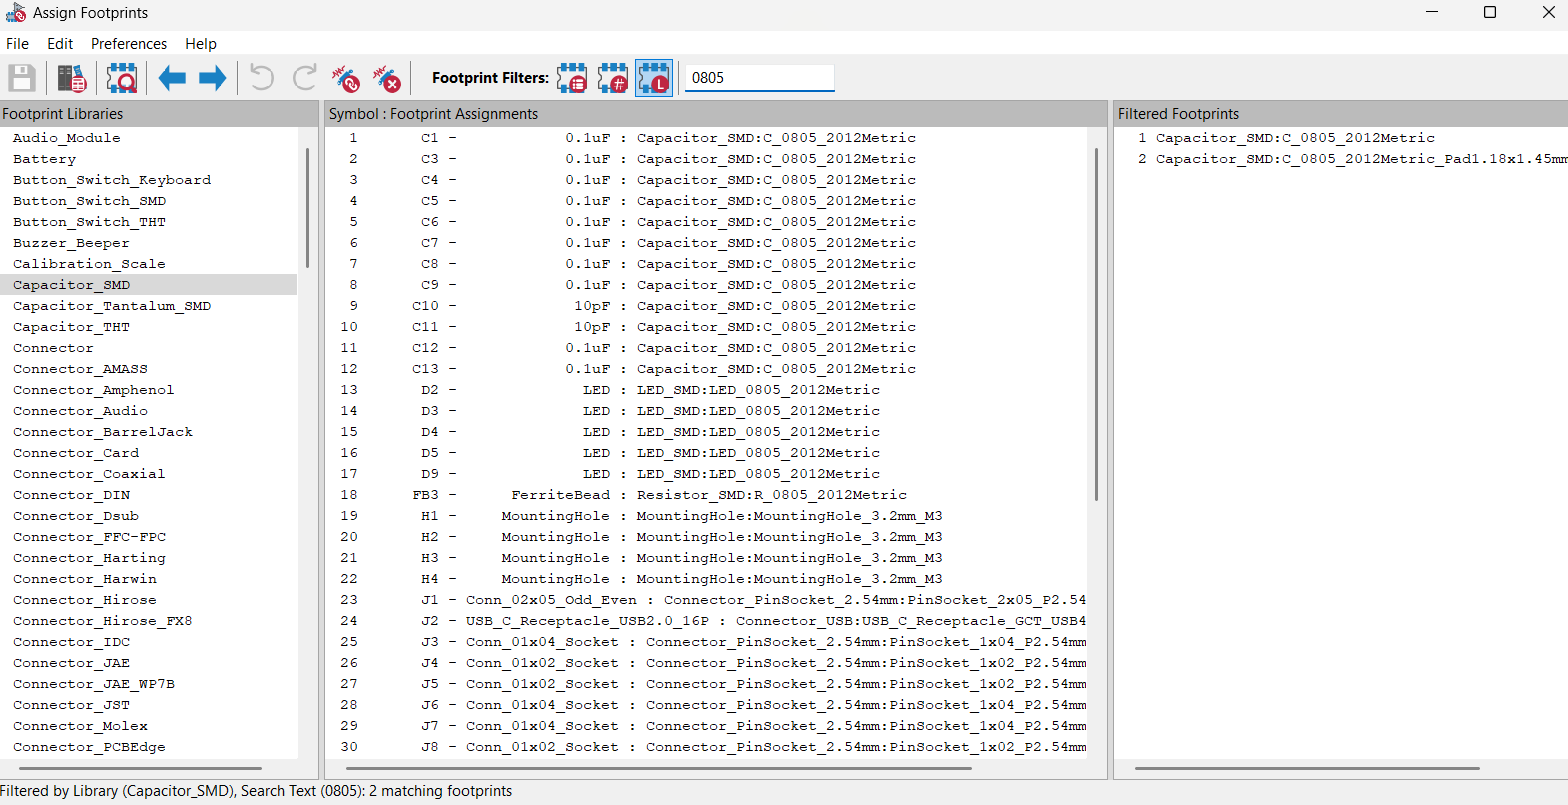 Assign Footprints
File Edit Preferences Help
Footprint Filters: # L 0805
Footprint Libraries
Audio_Module
Battery
Button_Switch_Keyboard
Button_Switch_SMD
Button_Switch_THT
Buzzer_Beeper
Calibration_Scale
Capacitor_SMD
Capacitor_Tantalum_SMD
Capacitor_THT
Connector
Connector_AMASS
Connector_Amphenol
Connector_Audio
Connector_BarrelJack
Connector_Card
Connector_Coaxial
Connector_DIN
Connector_Dsub
Connector_FFC-FPC
Connector_Harting
Connector_Harwin
Connector_Hirose
Connector_Hirose_FX8
Connector_IDC
Connector_JAE
Connector_JAE_WP7B
Connector_JST
Connector_Molex
Connector_PCBEdge
Symbol : Footprint Assignments
1 C1 - 0.1uF : Capacitor_SMD:C_0805_2012Metric
2 C3 - 0.1uF : Capacitor_SMD:C_0805_2012Metric
3 C4 - 0.1uF : Capacitor_SMD:C_0805_2012Metric
4 C5 - 0.1uF : Capacitor_SMD:C_0805_2012Metric
5 C6 - 0.1uF : Capacitor_SMD:C_0805_2012Metric
6 C7 - 0.1uF : Capacitor_SMD:C_0805_2012Metric
7 C8 - 0.1uF : Capacitor_SMD:C_0805_2012Metric
8 C9 - 0.1uF : Capacitor_SMD:C_0805_2012Metric
9 C10 - 10pF : Capacitor_SMD:C_0805_2012Metric
10 C11 - 10pF : Capacitor_SMD:C_0805_2012Metric
11 C12 - 0.1uF : Capacitor_SMD:C_0805_2012Metric
12 C13 - 0.1uF : Capacitor_SMD:C_0805_2012Metric
13 D2 - LED : LED_SMD:LED_0805_2012Metric
14 D3 - LED : LED_SMD:LED_0805_2012Metric
15 D4 - LED : LED_SMD:LED_0805_2012Metric
16 D5 - LED : LED_SMD:LED_0805_2012Metric
17 D9 - LED : LED_SMD:LED_0805_2012Metric
18 FB3 - FerriteBead : Resistor_SMD:R_0805_2012Metric
19 H1 - MountingHole : MountingHole:MountingHole_3.2mm_M3
20 H2 - MountingHole : MountingHole:MountingHole_3.2mm_M3
21 H3 - MountingHole : MountingHole:MountingHole_3.2mm_M3
22 H4 - MountingHole : MountingHole:MountingHole_3.2mm_M3
23 J1 - Conn_02x05_Odd_Even : Connector_PinSocket_2.54mm:PinSocket_2x05_P2.54
24 J2 - USB_C_Receptacle_USB2.0_16P : Connector_USB:USB_C_Receptacle_GCT_USB4
25 J3 - Conn_01x04_Socket : Connector_PinSocket_2.54mm:PinSocket_1x04_P2.54mm
26 J4 - Conn_01x02_Socket : Connector_PinSocket_2.54mm:PinSocket_1x02_P2.54mm
27 J5 - Conn_01x02_Socket : Connector_PinSocket_2.54mm:PinSocket_1x02_P2.54mm
28 J6 - Conn_01x04_Socket : Connector_PinSocket_2.54mm:PinSocket_1x04_P2.54mm
29 J7 - Conn_01x04_Socket : Connector_PinSocket_2.54mm:PinSocket_1x04_P2.54mm
30 J8 - Conn_01x02_Socket : Connector_PinSocket_2.54mm:PinSocket_1x02_P2.54mm
Filtered Footprints
1 Capacitor_SMD:C_0805_2012Metric
2 Capacitor_SMD:C_0805_2012Metric_Pad1.18x1.45mm
Filtered by Library (Capacitor_SMD), Search Text (0805): 2 matching footprints